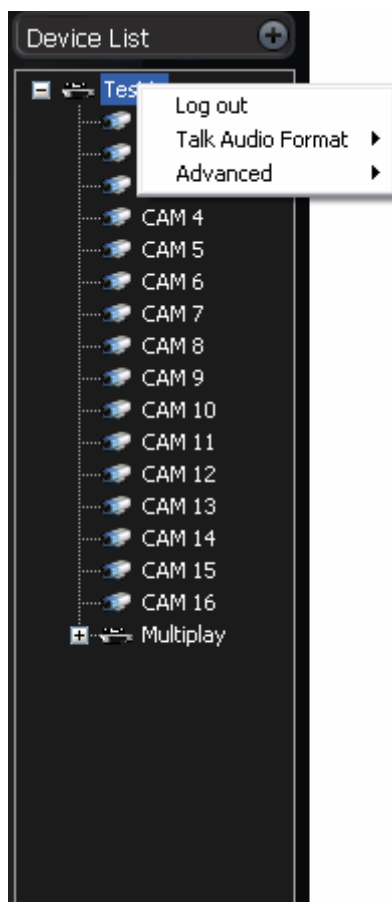 Device List
Log out
Talk Audio Format
Advanced
CAM 4
CAM 5
CAM 6
CAM 7
CAM 8
CAM 9
CAM 10
CAM 11
CAM 12
CAM 13
CAM 14
CAM 15
CAM 16
Multiplay